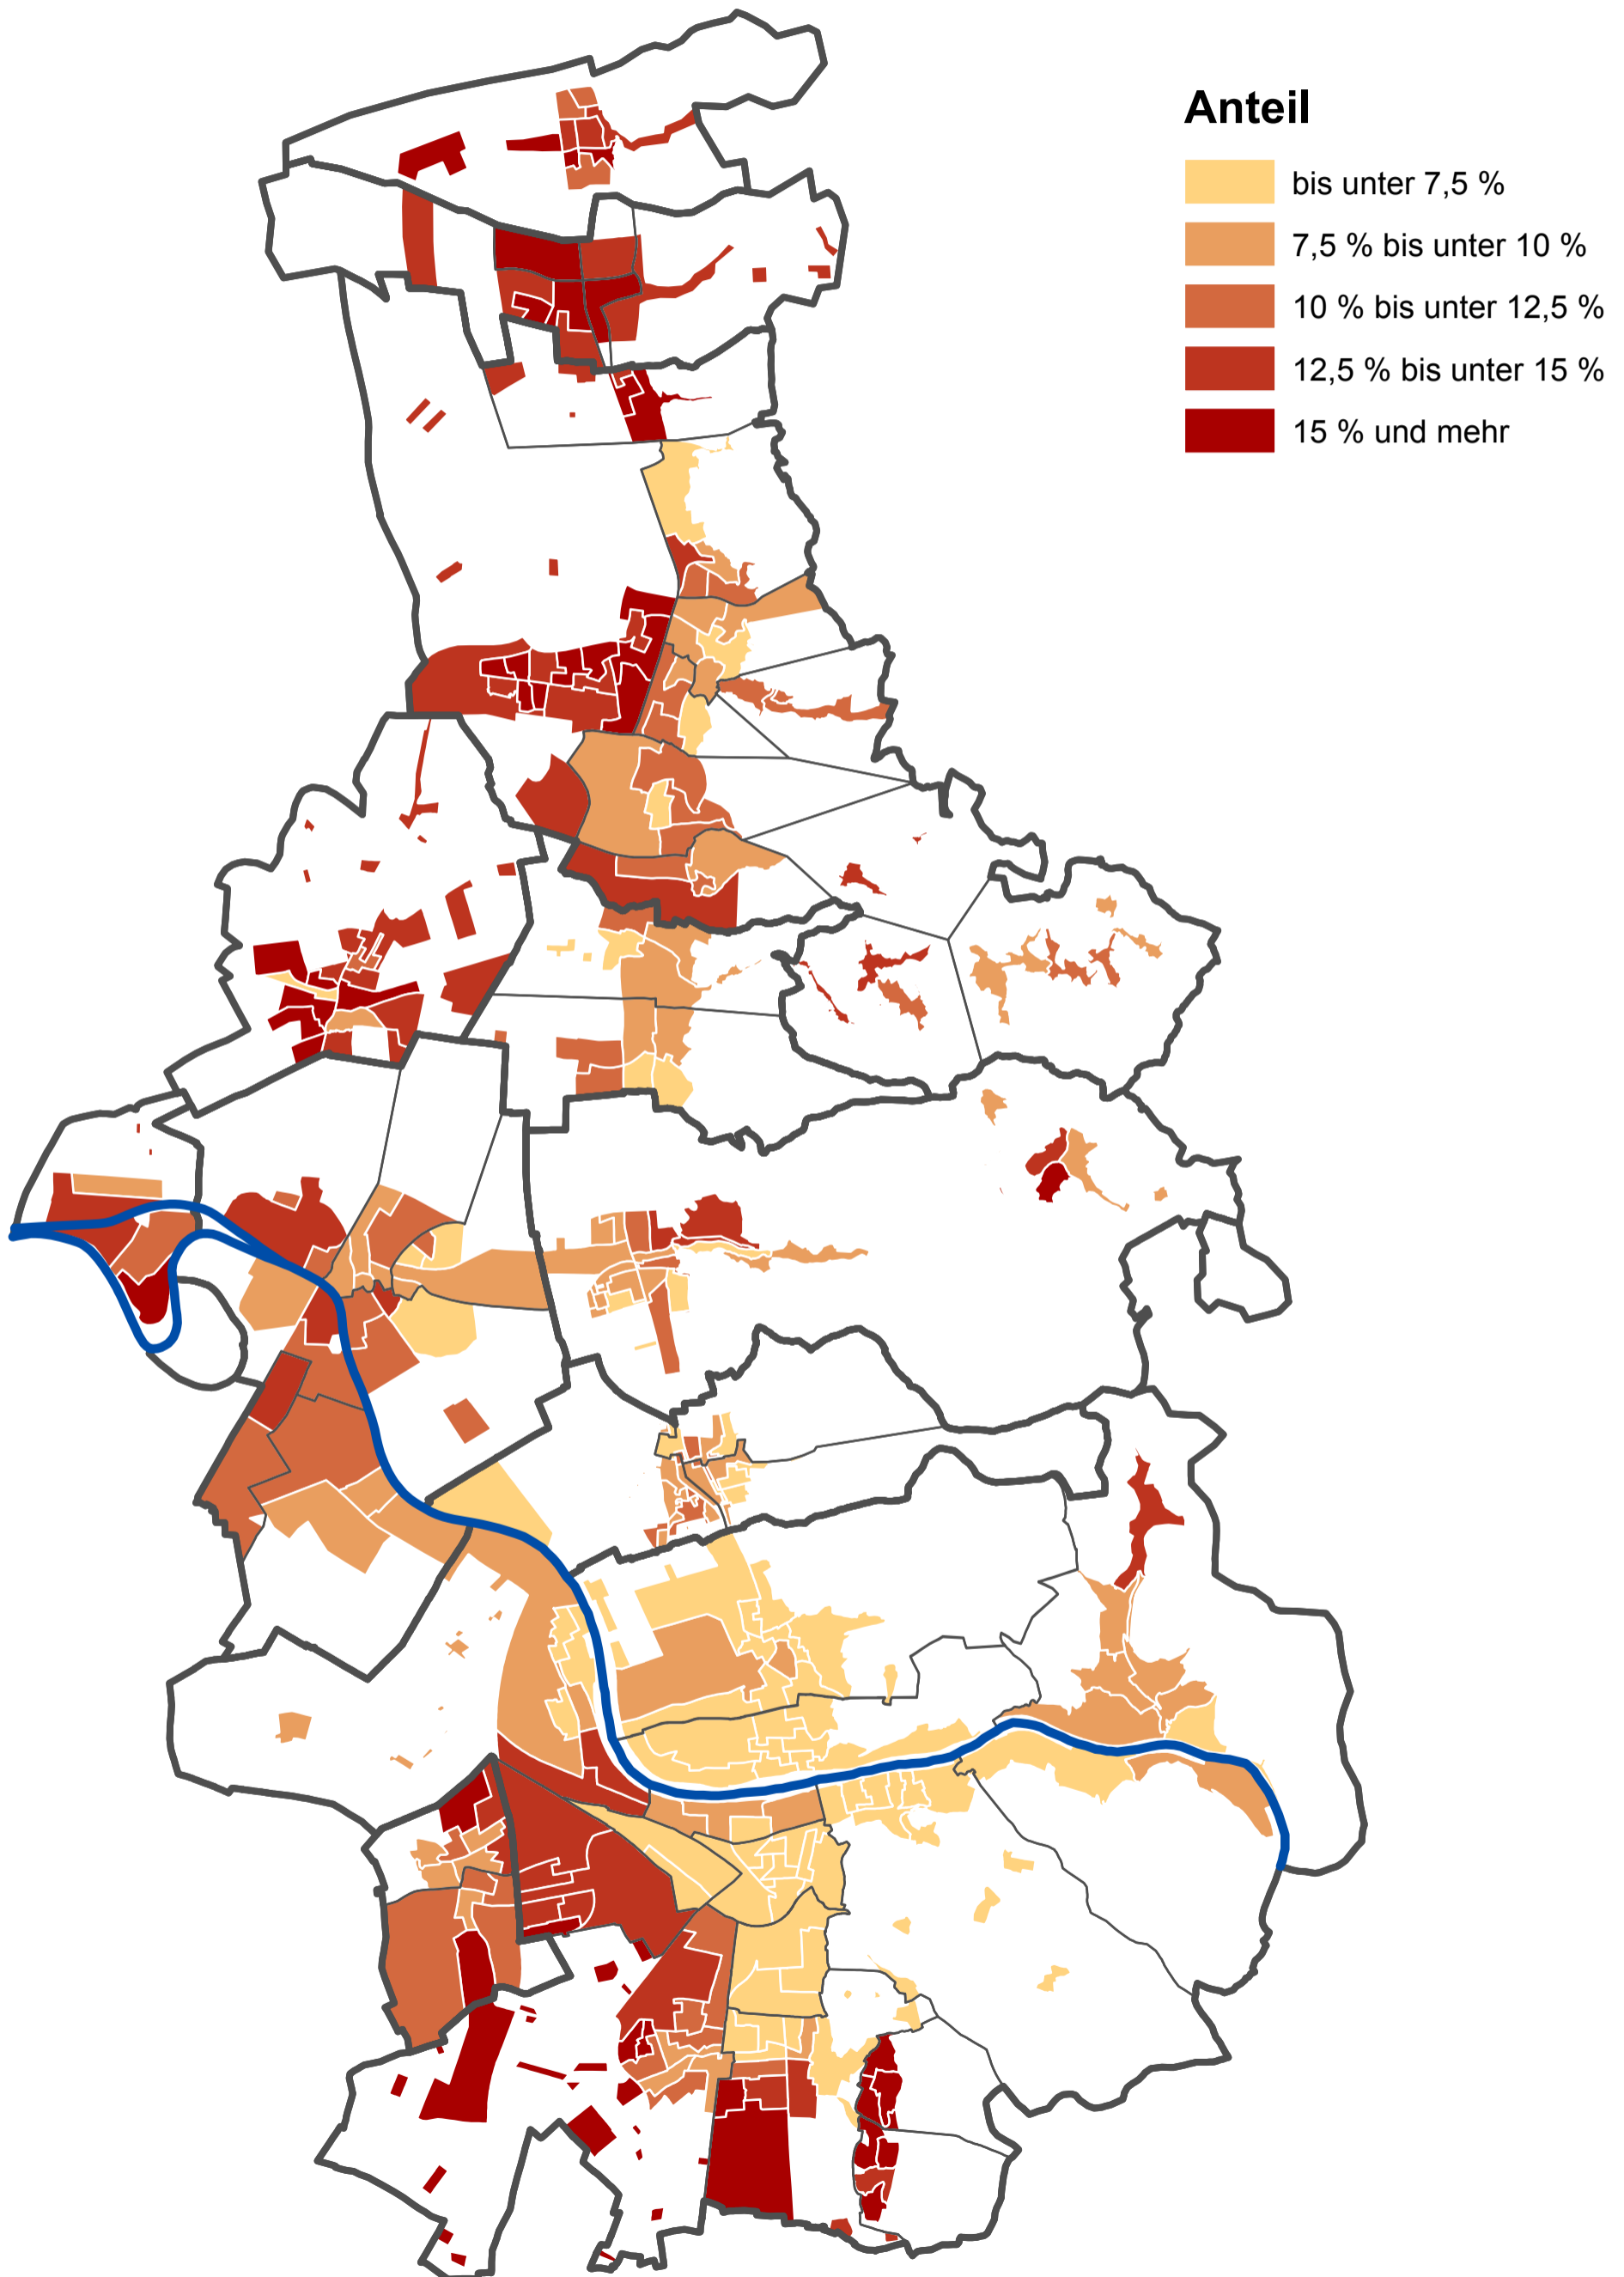 Anteil
bis unter 7,5 %
7,5 % bis unter 10 %
10 % bis unter 12,5 %
12,5 % bis unter 15 %
15 % und mehr